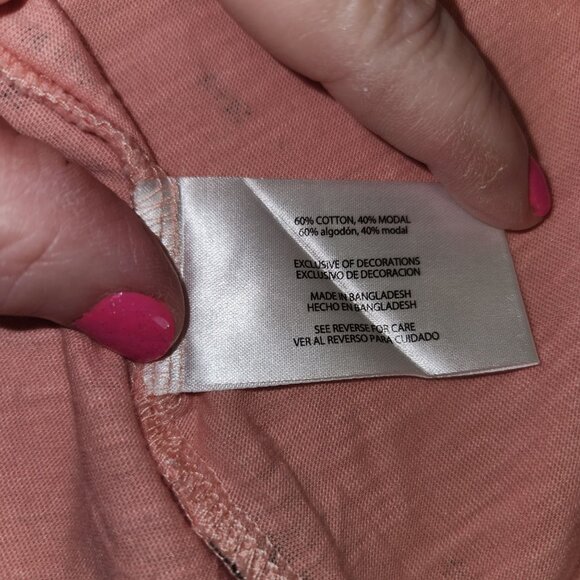 60% COTTON, 40% MODAL
60% algodón, 40% modal
EXCLUSIVE OF DECORATIONS
EXCLUSIVO DE DECORACION
MADE IN BANGLADESH
HECHO EN BANGLADESH
SEE REVERSE FOR CARE
VER AL REVERSO PARA CUIDADO